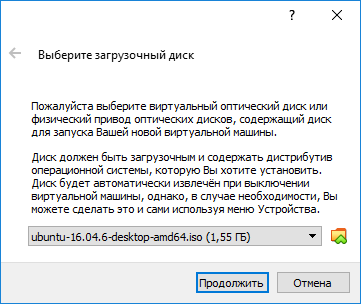 ?
Выберите загрузочный диск
Пожалуйста выберите виртуальный оптический диск или
физический привод оптических дисков, содержащий диск
для запуска Вашей новой виртуальной машины.
Диск должен быть загрузочным и содержать дистрибутив
операционной системы, которую Вы хотите установить.
Диск будет автоматически извлечён при выключении
виртуальной машины, однако, в случае необходимости, Вы
можете сделать это и сами используя меню Устройства.
ubuntu-16.04.6-desktop-amd64.iso (1,55 ГБ)
Продолжить
Отмена